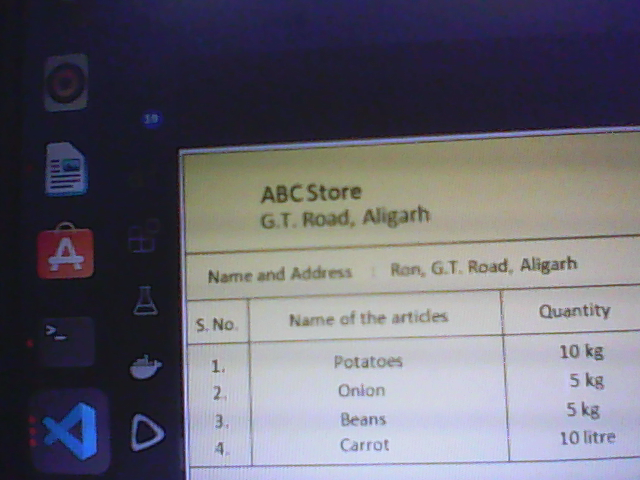 39
ABC Store
G.T. Road, Aligarh
Name and Address : Ron, G.T. Road, Aligarh
S. No. Name of the articles Quantity
1. Potatoes 10 kg
2. Onion 5 kg
3. Beans 5 kg
4. Carrot 10 litre